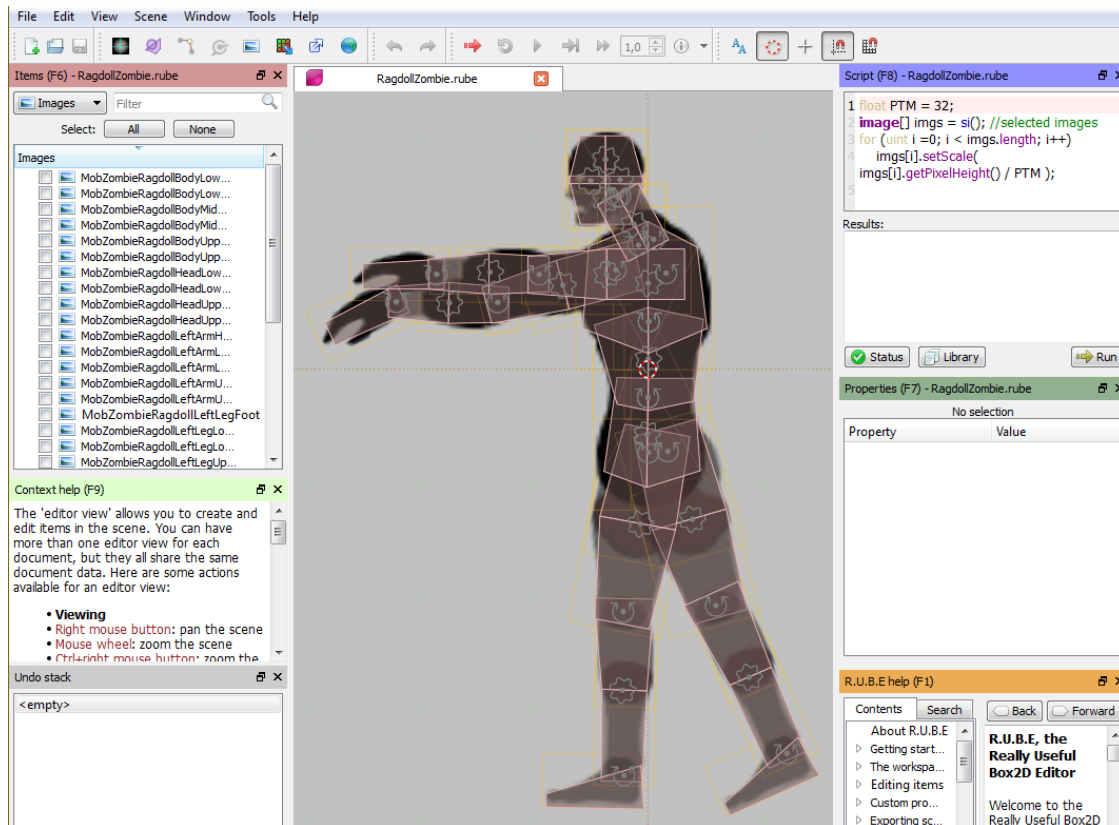 File Edit View Scene Window Tools Help
1,0
Items (F6) - RagdollZombie.rube
Images
Filter
Select: All None
Images
MobZombieRagdollBodyLow...
MobZombieRagdollBodyLow...
MobZombieRagdollBodyMid...
MobZombieRagdollBodyMid...
MobZombieRagdollBodyUpp...
MobZombieRagdollBodyUpp...
MobZombieRagdollHeadLow...
MobZombieRagdollHeadLow...
MobZombieRagdollHeadUpp...
MobZombieRagdollHeadUpp...
MobZombieRagdollLeftArmH...
MobZombieRagdollLeftArmL...
MobZombieRagdollLeftArmL...
MobZombieRagdollLeftArmU...
MobZombieRagdollLeftArmU...
MobZombieRagdollLeftLegFoot
MobZombieRagdollLeftLegLo...
MobZombieRagdollLeftLegLo...
MobZombieRagdollLeftLegUp...
Context help (F9)
The 'editor view' allows you to create and
edit items in the scene. You can have
more than one editor view for each
document, but they all share the same
document data. Here are some actions
available for an editor view:
• Viewing
• Right mouse button: pan the scene
• Mouse wheel: zoom the scene
• Ctrl+right mouse button: zoom the
Undo stack
<empty>
RagdollZombie.rube
Script (F8) - RagdollZombie.rube
1 float PTM = 32;
2 image[] imgs = si(); //selected images
3 for (uint i =0; i < imgs.length; i++)
4 imgs[i].setScale(
imgs[i].getPixelHeight() / PTM );
5
Results:
Status Library Run
Properties (F7) - RagdollZombie.rube
No selection
Property Value
R.U.B.E help (F1)
Contents Search
About R.U.B.E
Getting start...
The workspa...
Editing items
Custom pro...
Exporting sc...
Back Forward
R.U.B.E, the
Really Useful
Box2D Editor
Welcome to the
Really Useful Box2D